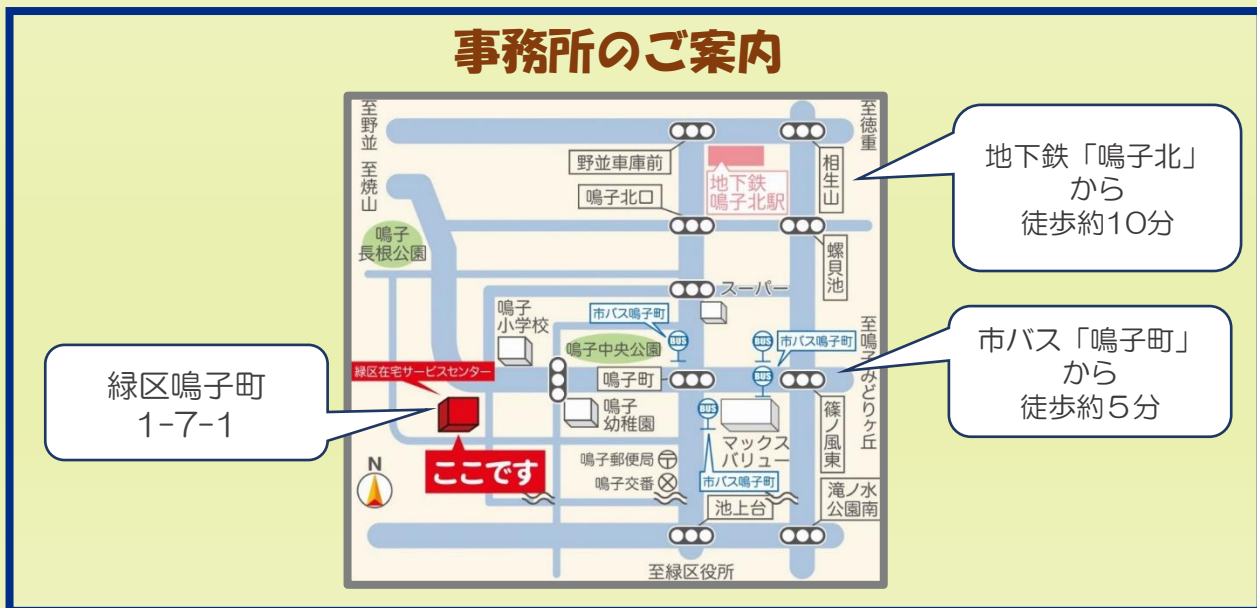 事務所のご案内
至野並
至徳重
至焼山
野並車庫前
地下鉄
鳴子北駅
相生山
鳴子北口
鳴子
長根公園
螺貝池
スーパー
鳴子
小学校
市バス鳴子町
市バス鳴子町
BUS
BUS
BUS
BUS
至鳴子みどりヶ丘
鳴子中央公園
緑区在宅サービスセンター
鳴子町
鳴子
幼稚園
篠ノ風東
マックス
バリュー
ここです
鳴子郵便局
鳴子交番
市バス鳴子町
N
池上台
滝ノ水
公園南
至緑区役所
地下鉄「鳴子北」
から
徒歩約10分
市バス「鳴子町」
から
徒歩約5分
緑区鳴子町
1-7-1